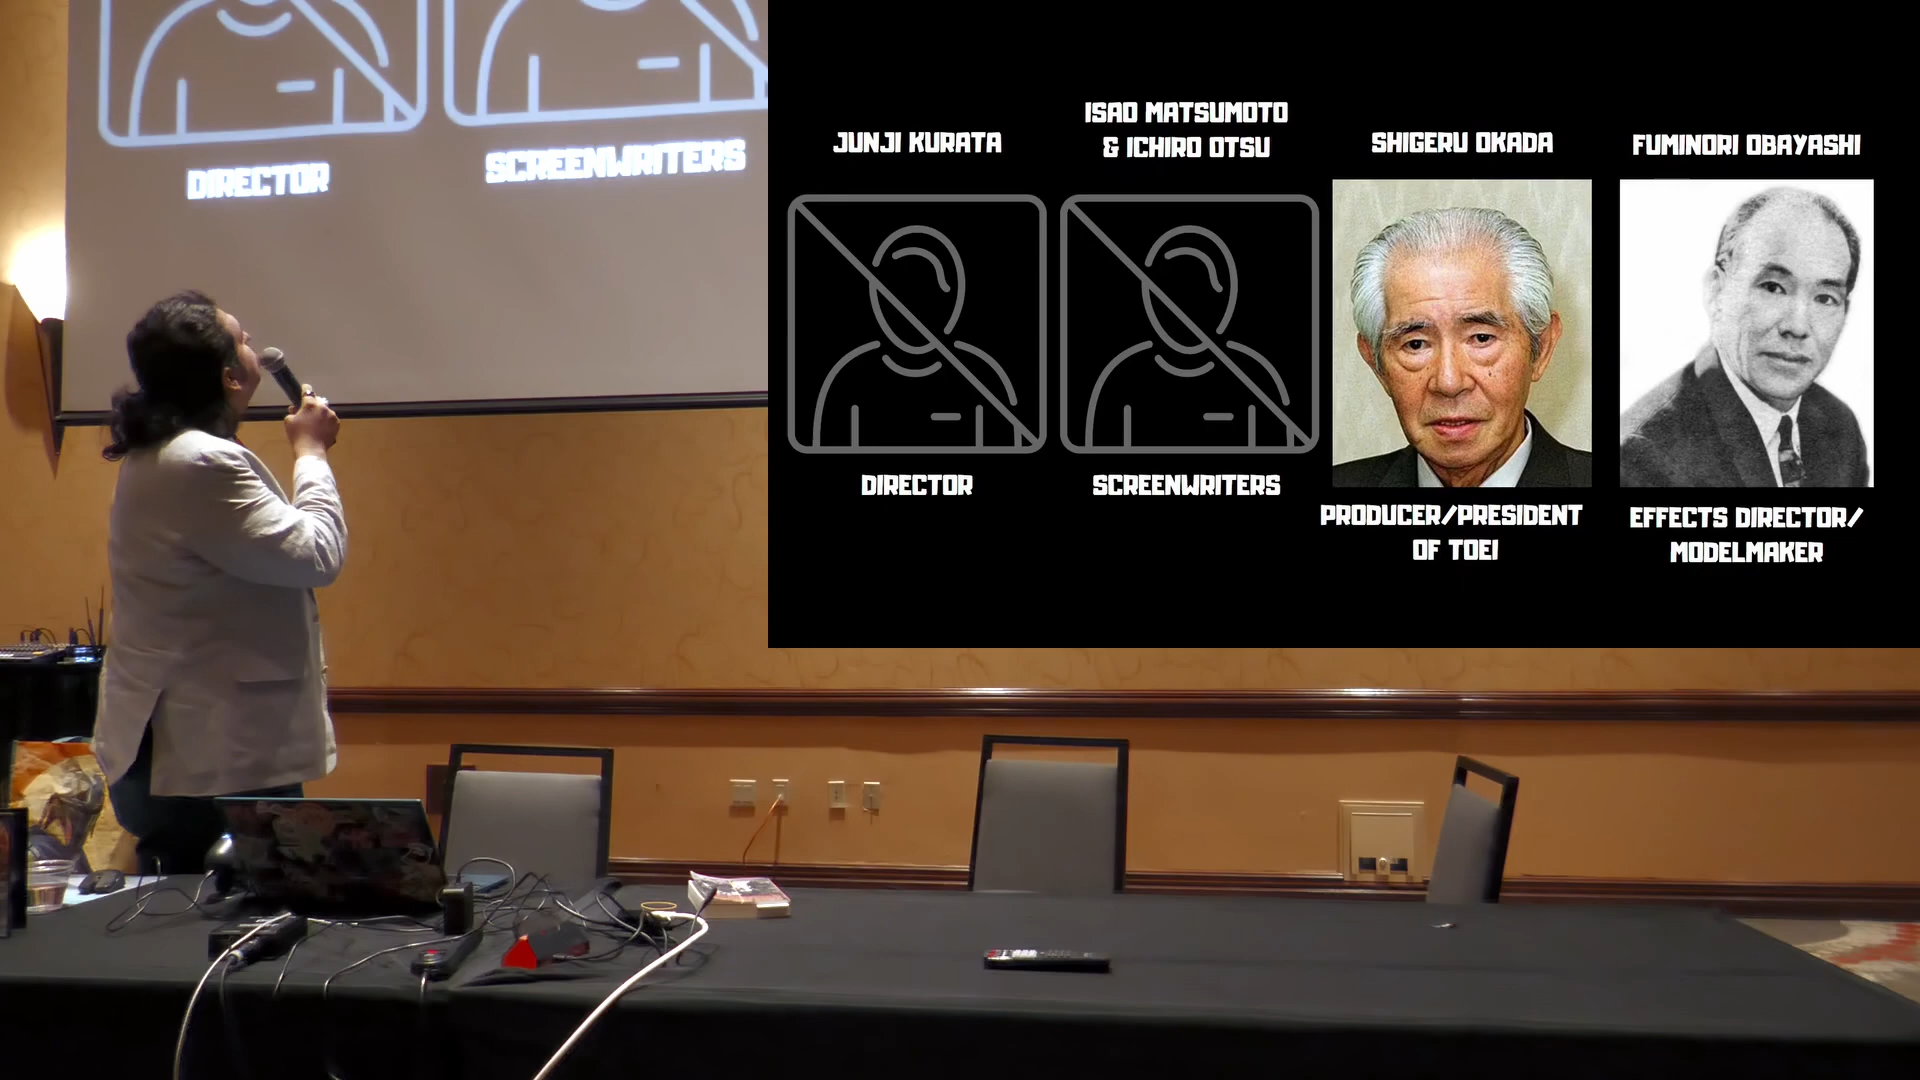 DIRECTOR
SCREENWRITERS
JUNJI KURATA
ISAO MATSUMOTO
& ICHIRO OTSU
SHIGERU OKADA
FUMINORI OBAYASHI
DIRECTOR
SCREENWRITERS
PRODUCER/PRESIDENT
OF TOEI
EFFECTS DIRECTOR/
MODELMAKER